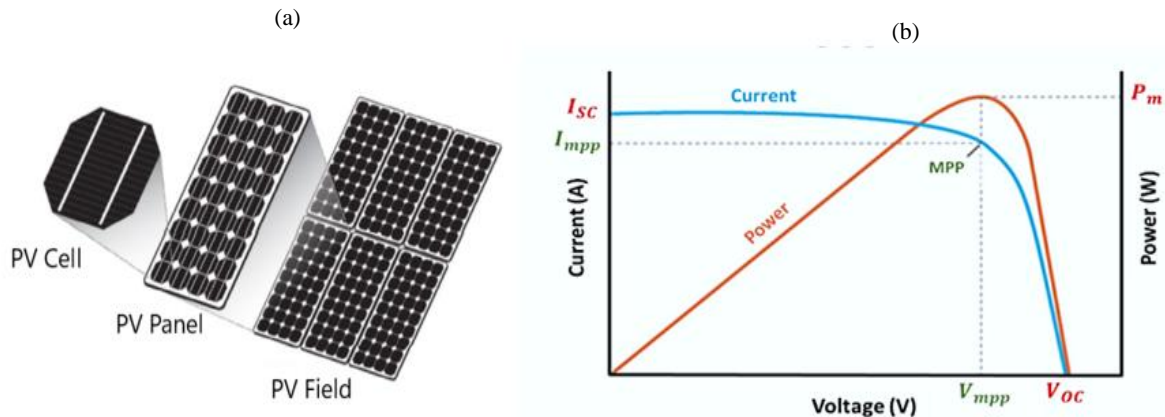 (a)
PV Cell
PV Panel
PV Field
(b)
I_SC
I_mpp
Current (A)
Current
Power
MPP
P_m
Power (W)
V_mpp
V_OC
Voltage (V)